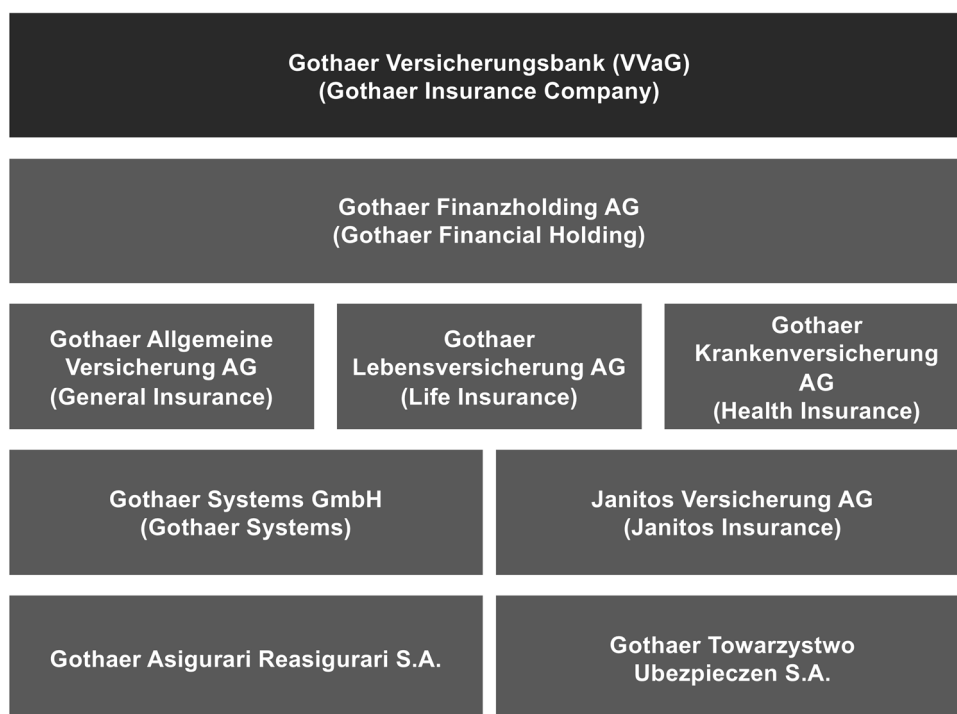 Gothaer Versicherungsbank (VVaG)
(Gothaer Insurance Company)
Gothaer Finanzholding AG
(Gothaer Financial Holding)
Gothaer Allgemeine
Versicherung AG
(General Insurance)
Gothaer
Lebensversicherung AG
(Life Insurance)
Gothaer
Krankenversicherung
AG
(Health Insurance)
Gothaer Systems GmbH
(Gothaer Systems)
Janitos Versicherung AG
(Janitos Insurance)
Gothaer Asigurari Reasigurari S.A.
Gothaer Towarzystwo
Ubezpieczen S.A.